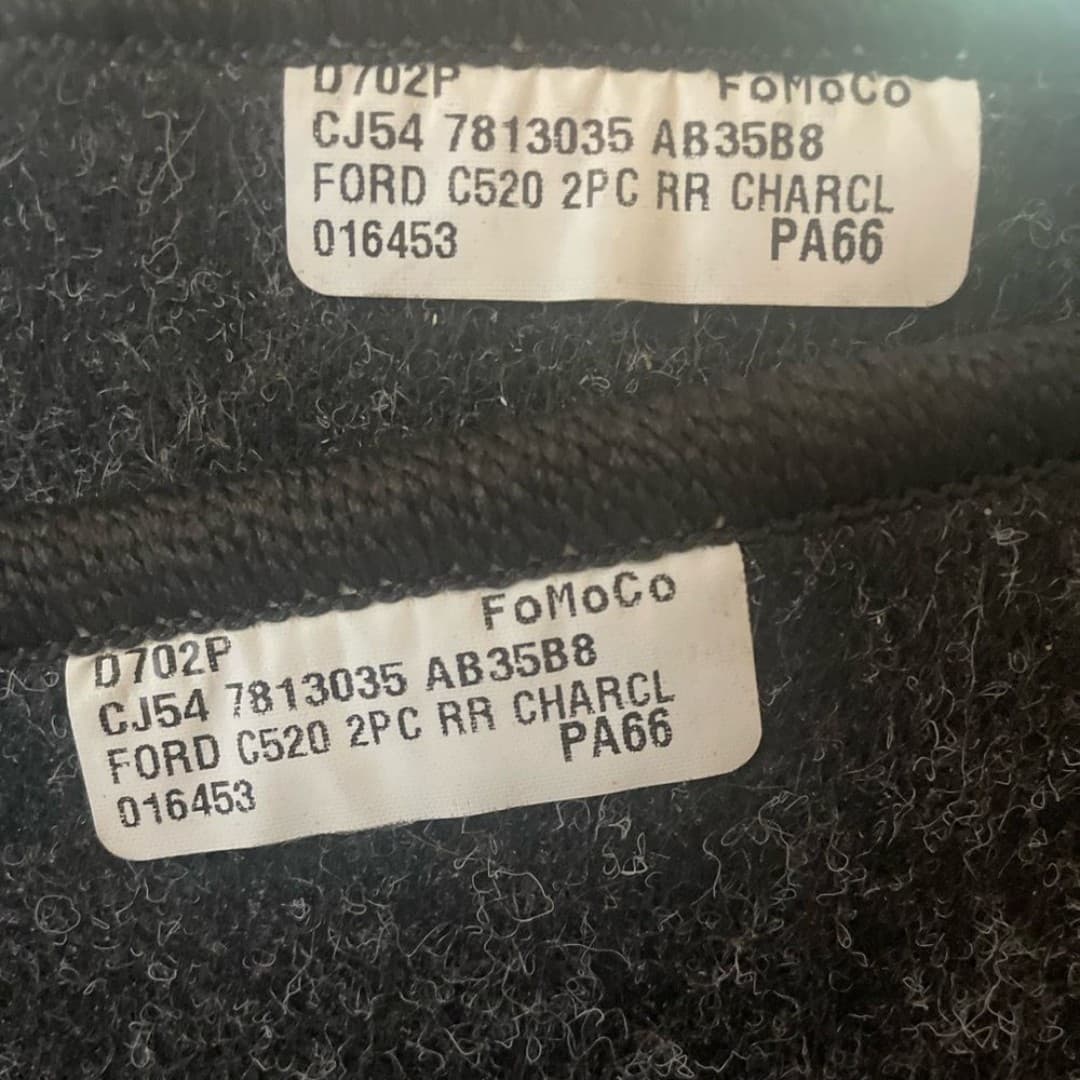 D702P FoMoCo
CJ54 7813035 AB35B8
FORD C520 2PC RR CHARCL
016453 PA66
FoMoCo
D702P
CJ54 7813035 AB35B8
FORD C520 2PC RR CHARCL
PA66
016453